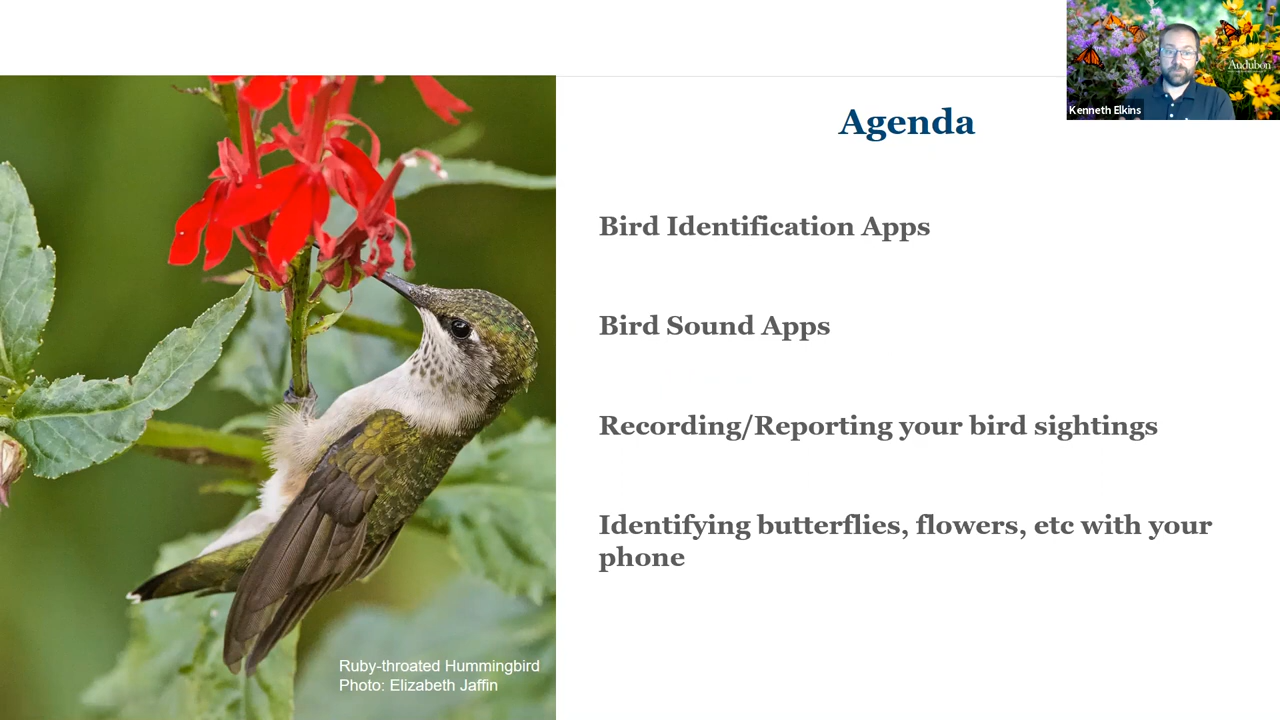 Audubon
Kenneth Elkins
Agenda
Bird Identification Apps
Bird Sound Apps
Recording/Reporting your bird sightings
Identifying butterflies, flowers, etc with your
phone
Ruby-throated Hummingbird
Photo: Elizabeth Jaffin